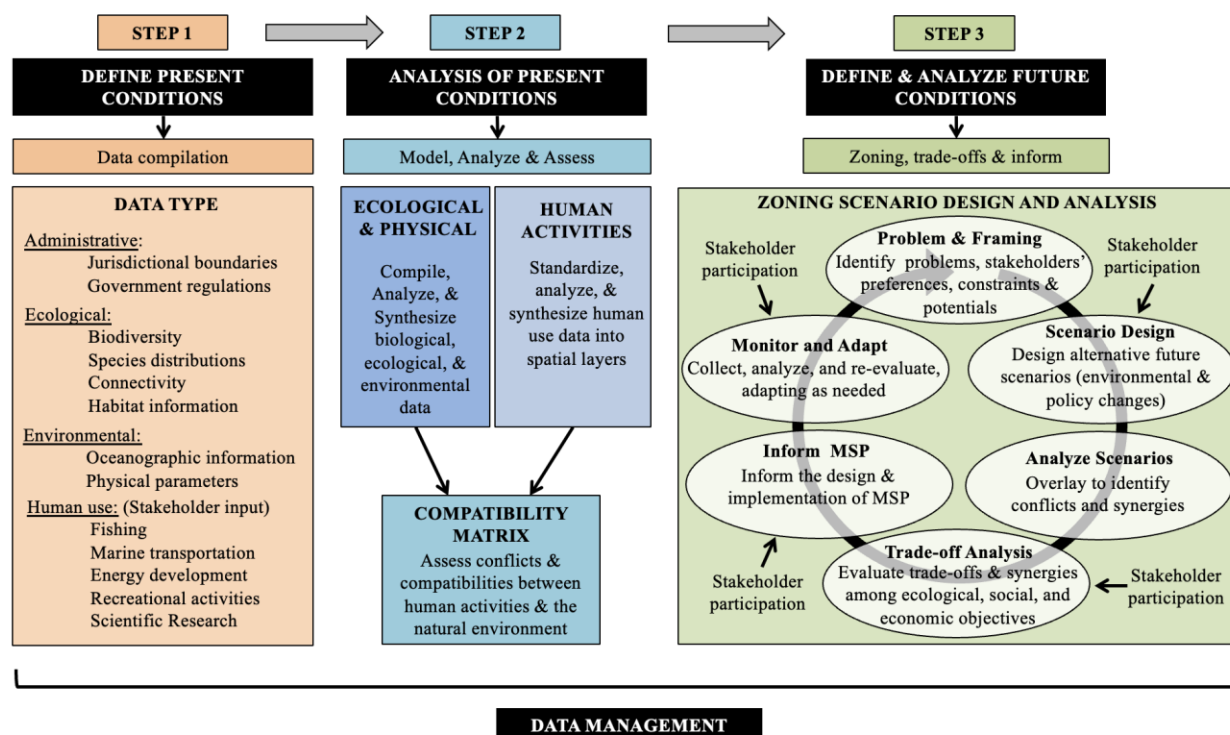 STEP 1
STEP 2
STEP 3
DEFINE PRESENT
CONDITIONS
ANALYSIS OF PRESENT
CONDITIONS
DEFINE & ANALYZE FUTURE
CONDITIONS
Data compilation
Model, Analyze & Assess
Zoning, trade-offs & inform
DATA TYPE
Administrative:
Jurisdictional boundaries
Government regulations
Ecological:
Biodiversity
Species distributions
Connectivity
Habitat information
Environmental:
Oceanographic information
Physical parameters
Human use: (Stakeholder input)
Fishing
Marine transportation
Energy development
Recreational activities
Scientific Research
ECOLOGICAL
& PHYSICAL
Compile,
Analyze, &
Synthesize
biological,
ecological, &
environmental
data
HUMAN
ACTIVITIES
Standardize,
analyze, &
synthesize human
use data into
spatial layers
COMPATIBILITY
MATRIX
Assess conflicts &
compatibilities between
human activities & the
natural environment
ZONING SCENARIO DESIGN AND ANALYSIS
Problem & Framing
Identify problems, stakeholders'
preferences, constraints &
potentials
Stakeholder
participation
Scenario Design
Design alternative future
scenarios (environmental &
policy changes)
Analyze Scenarios
Overlay to identify
conflicts and synergies
Trade-off Analysis
Evaluate trade-offs & synergies
among ecological, social, and
economic objectives
Stakeholder
participation
Inform MSP
Inform the design &
implementation of MSP
Stakeholder
participation
Monitor and Adapt
Collect, analyze, and re-evaluate,
adapting as needed
Stakeholder
participation
DATA MANAGEMENT